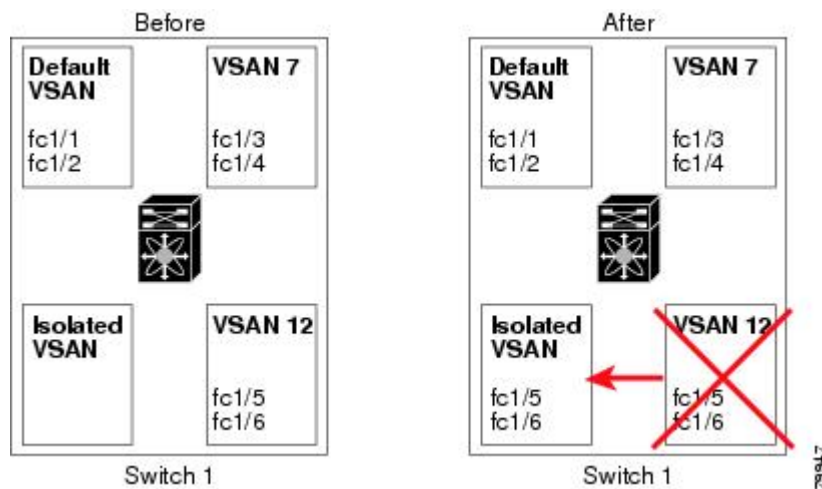 Before
Default
VSAN
fc1/1
fc1/2
VSAN 7
fc1/3
fc1/4
Isolated
VSAN
VSAN 12
fc1/5
fc1/6
Switch 1
After
Default
VSAN
fc1/1
fc1/2
VSAN 7
fc1/3
fc1/4
Isolated
VSAN
fc1/5
fc1/6
VSAN 12
fc1/5
fc1/6
Switch 1
79947